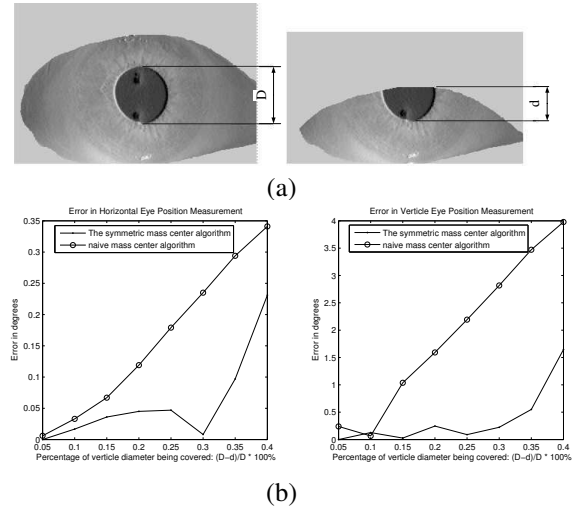 D
d
(a)
Error in Horizontal Eye Position Measurement
The symmetric mass center algorithm
naive mass center algorithm
Error in degrees
0.35
0.3
0.25
0.2
0.15
0.1
0.05
0
0.05 0.1 0.15 0.2 0.25 0.3 0.35 0.4
Percentage of verticle diameter being covered: (D−d)/D * 100%
Error in Verticle Eye Position Measurement
The symmetric mass center algorithm
naive mass center algorithm
Error in degrees
4
3.5
3
2.5
2
1.5
1
0.5
0
0.05 0.1 0.15 0.2 0.25 0.3 0.35 0.4
Percentage of verticle diameter being covered: (D−d)/D * 100%
(b)